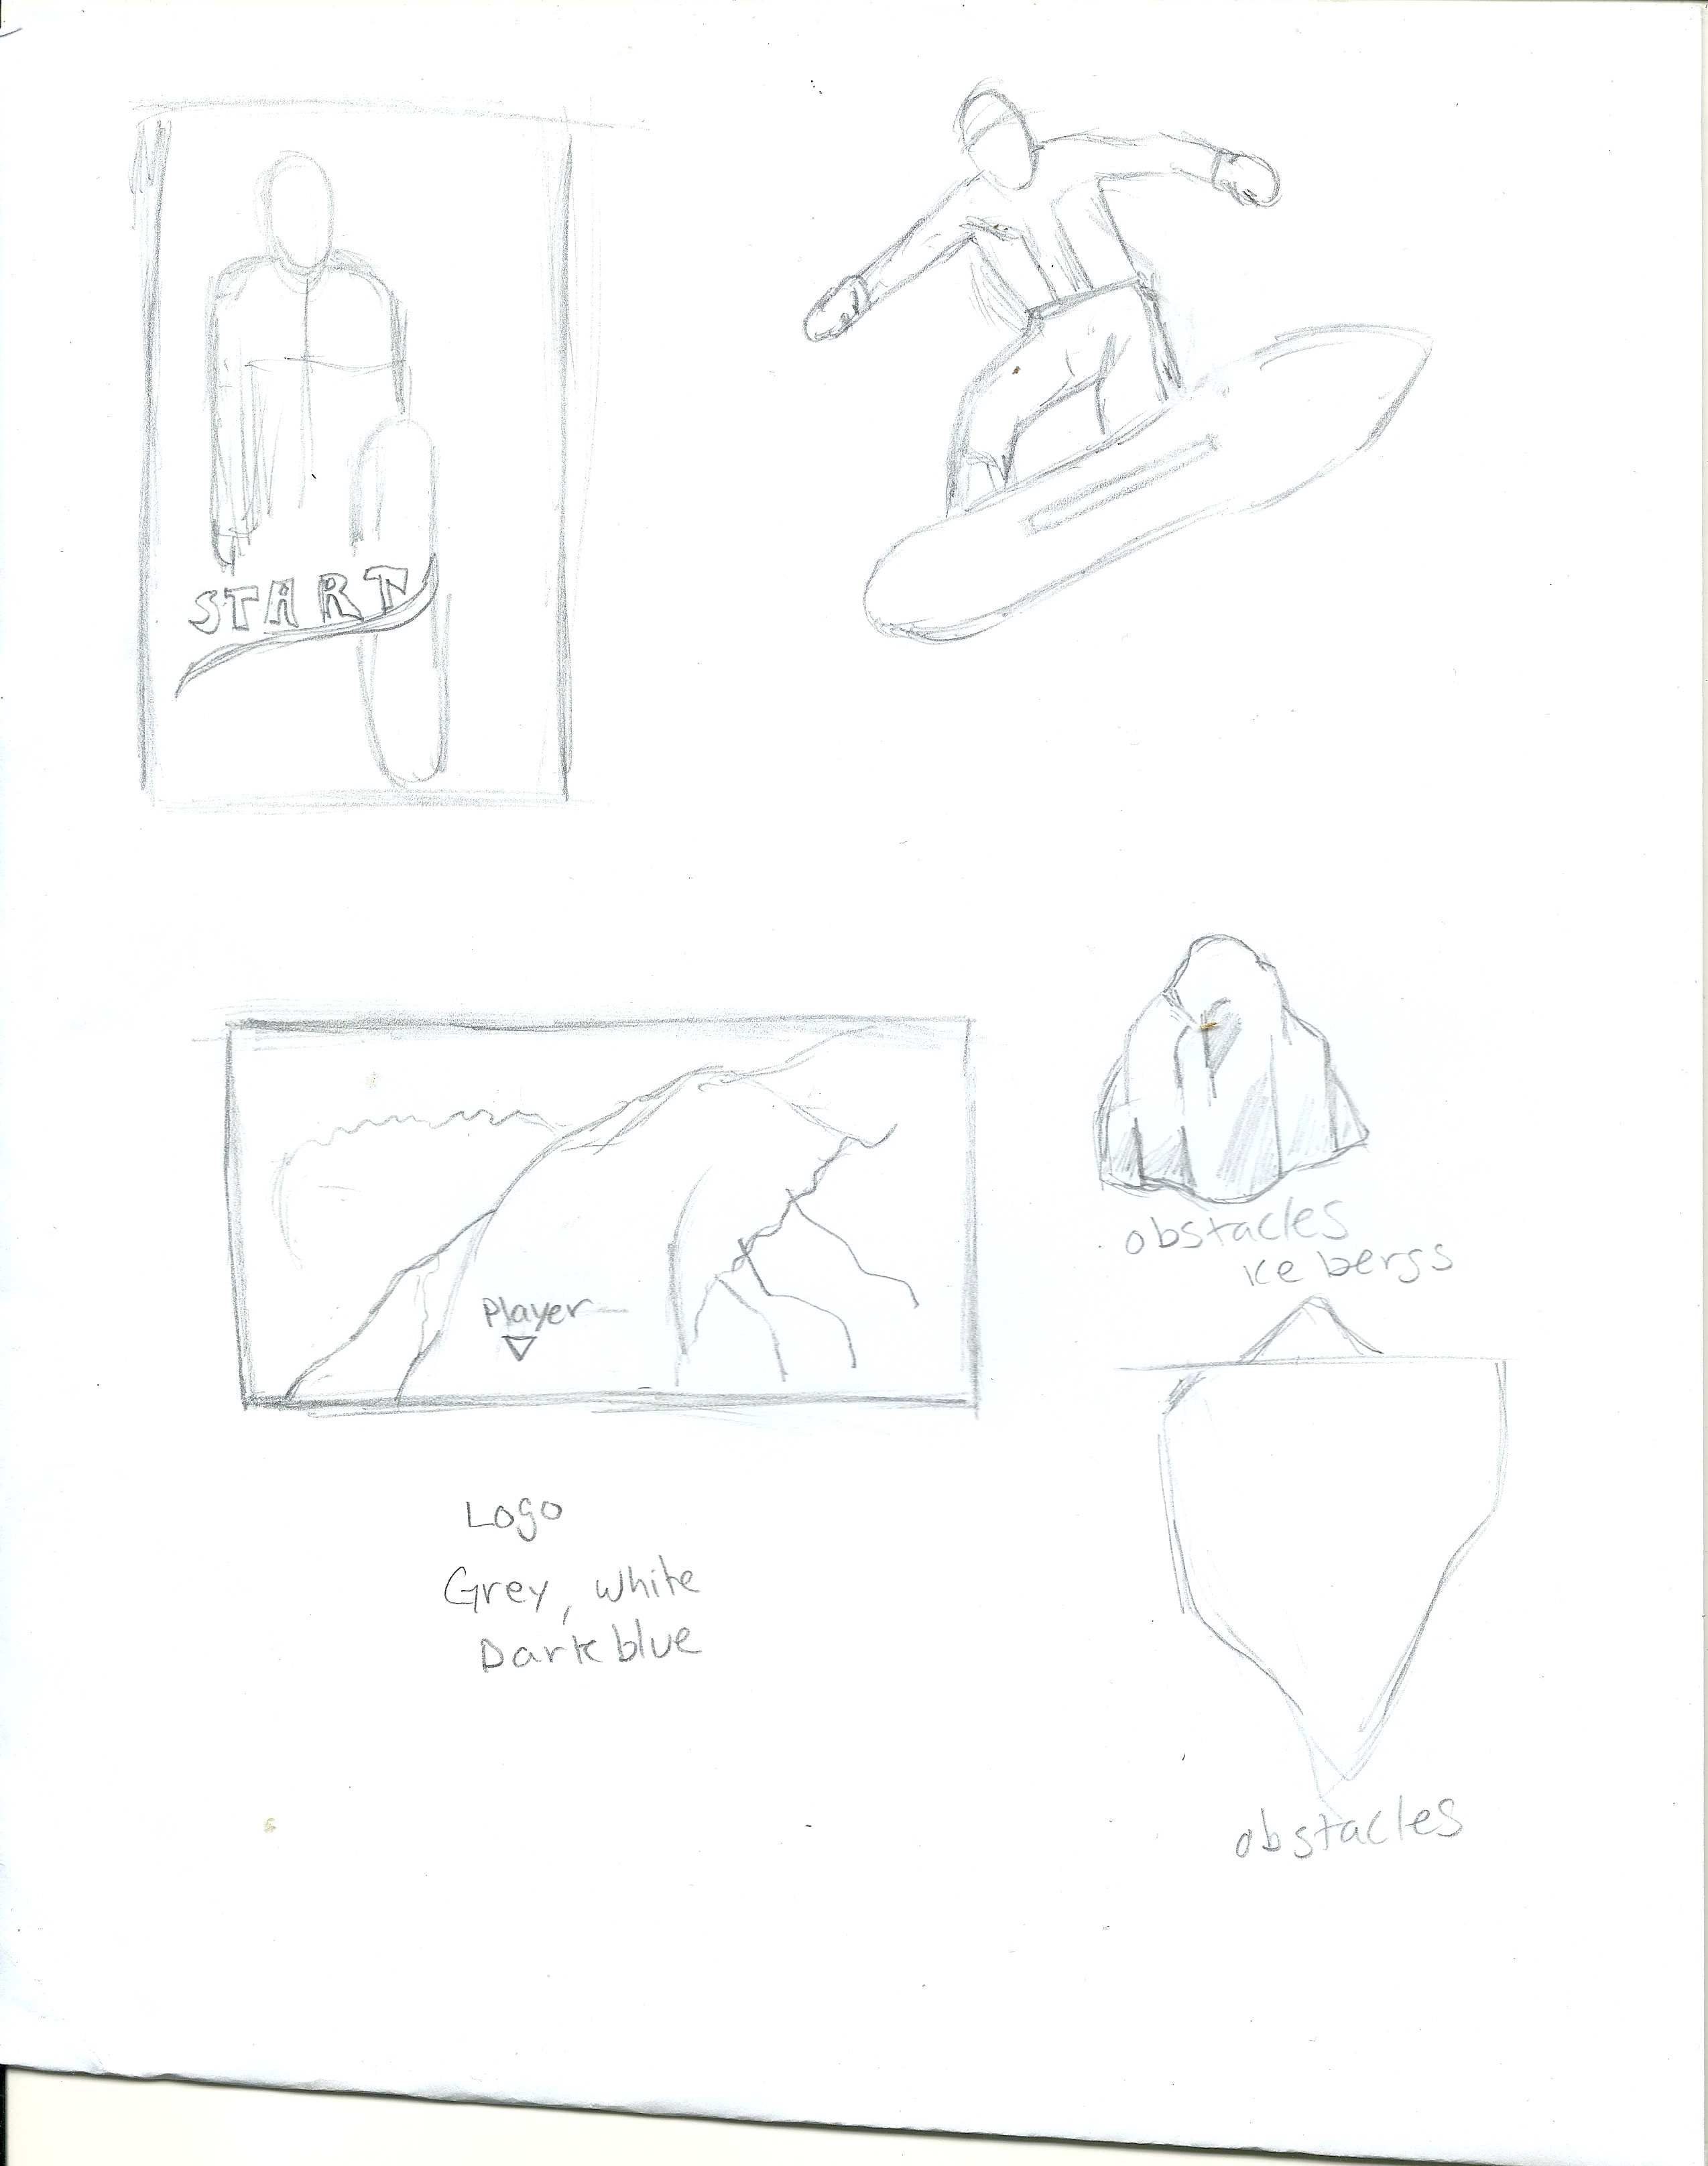 START
Player
obstacles
ice bergs
Logo
Grey, white
Dark blue
obstacles